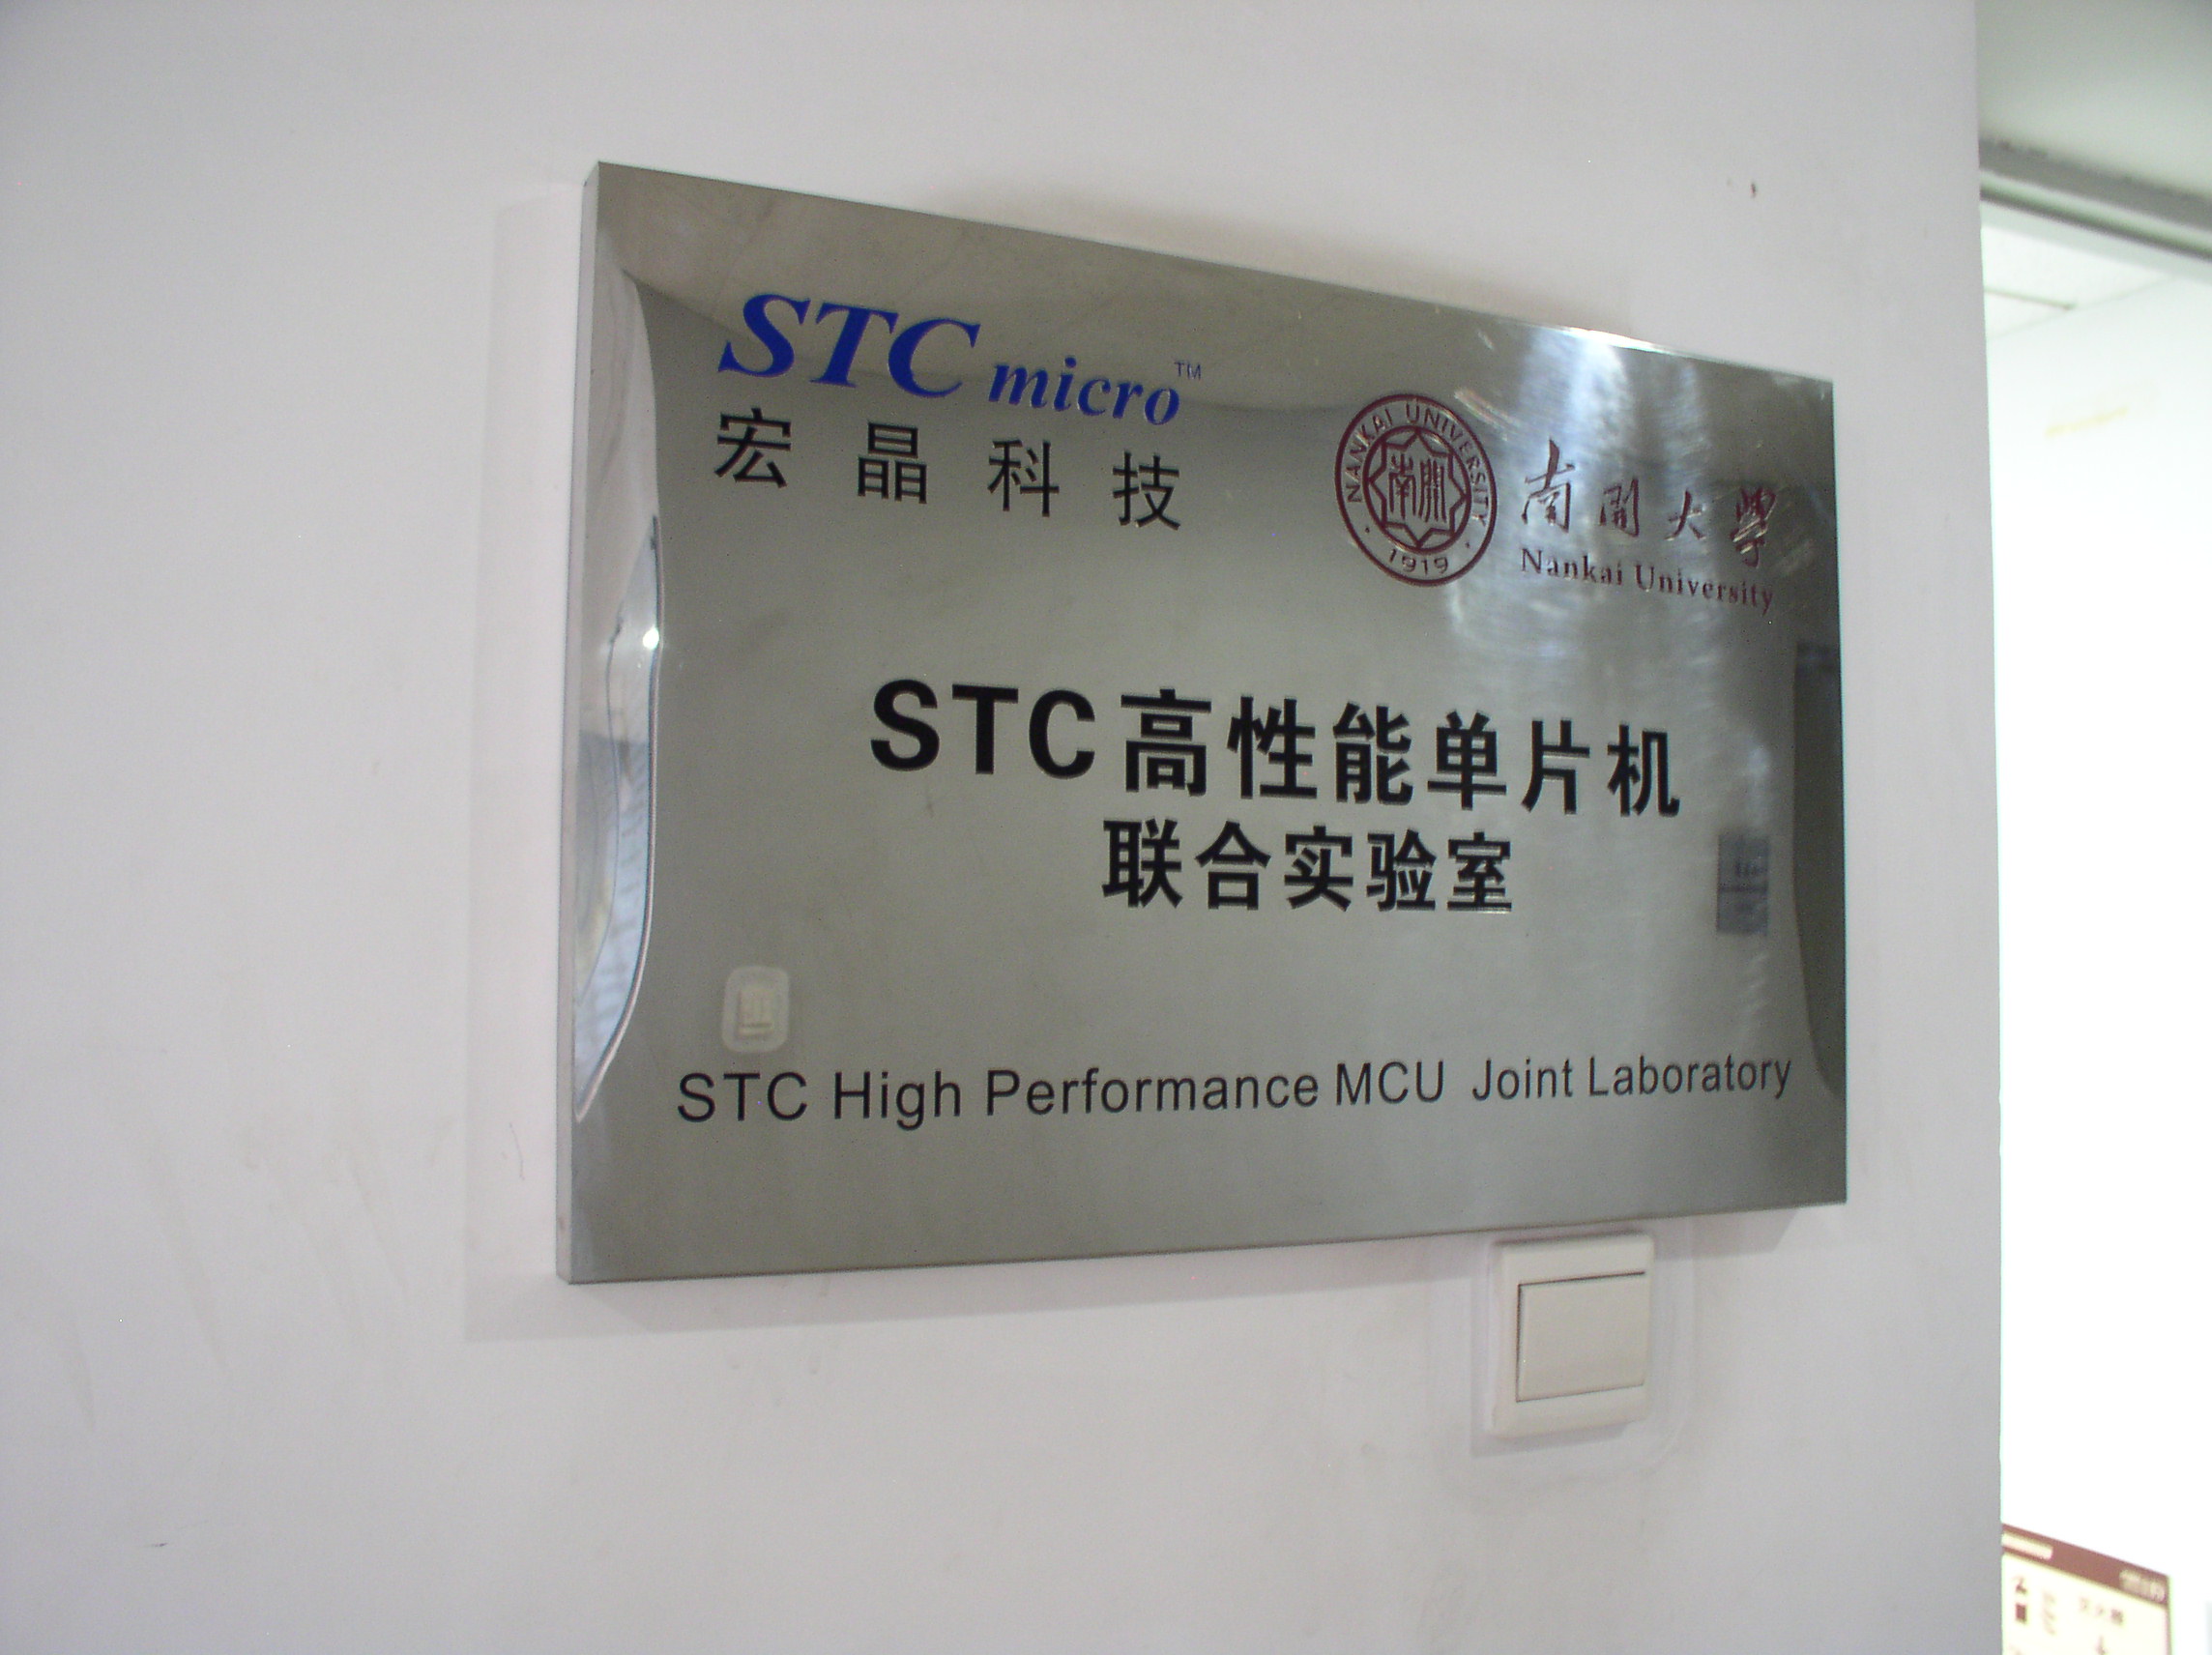 STC micro™
宏晶科技
NANKAI UNIVERSITY
南開
1919
南開大學
Nankai University
STC高性能单片机
联合实验室
STC High Performance MCU Joint Laboratory